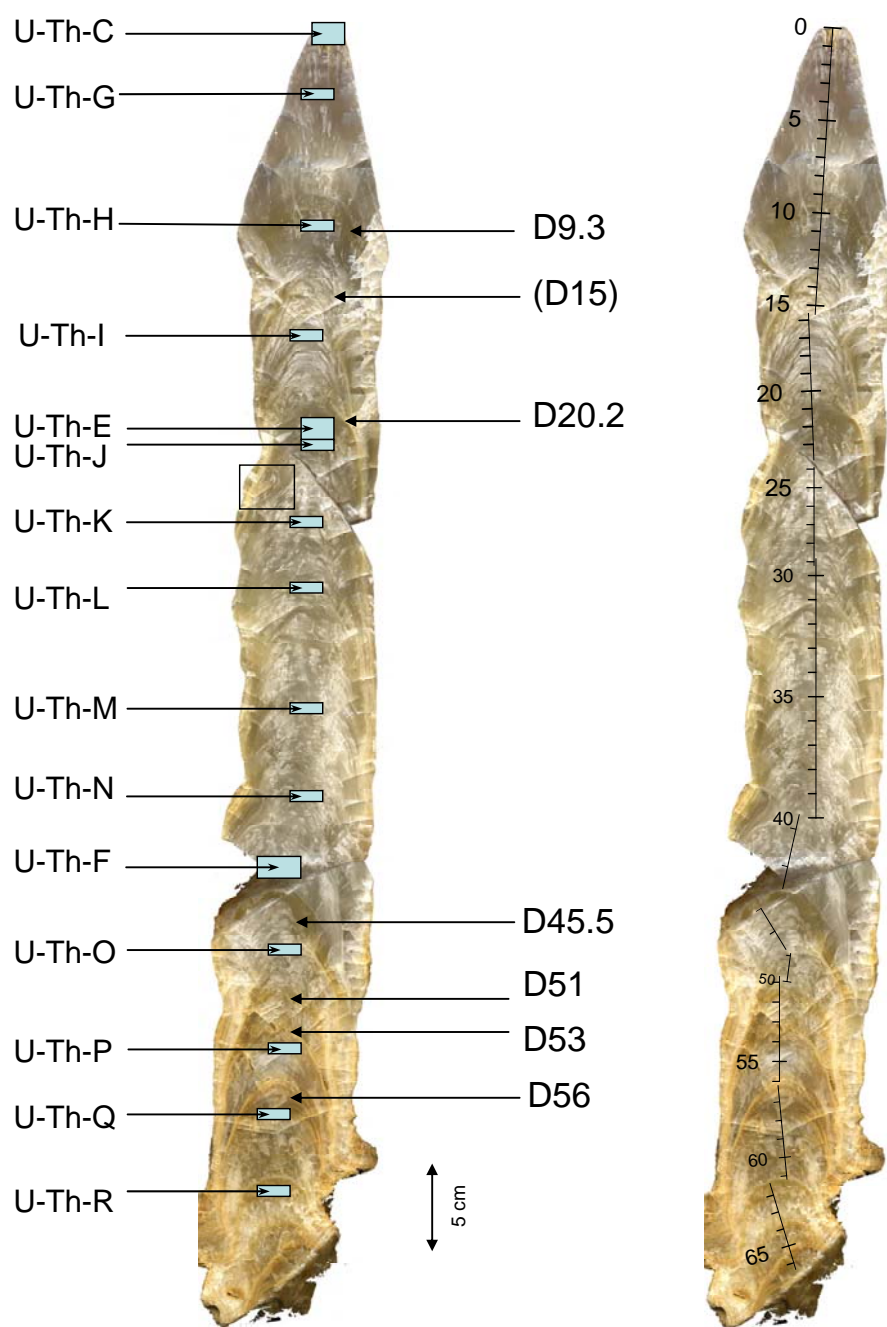 U-Th-C
U-Th-G
U-Th-H
U-Th-I
U-Th-E
U-Th-J
U-Th-K
U-Th-L
U-Th-M
U-Th-N
U-Th-F
U-Th-O
U-Th-P
U-Th-Q
U-Th-R
D9.3
(D15)
D20.2
D45.5
D51
D53
D56
5 cm
0
5
10
15
20
25
30
35
40
50
55
60
65